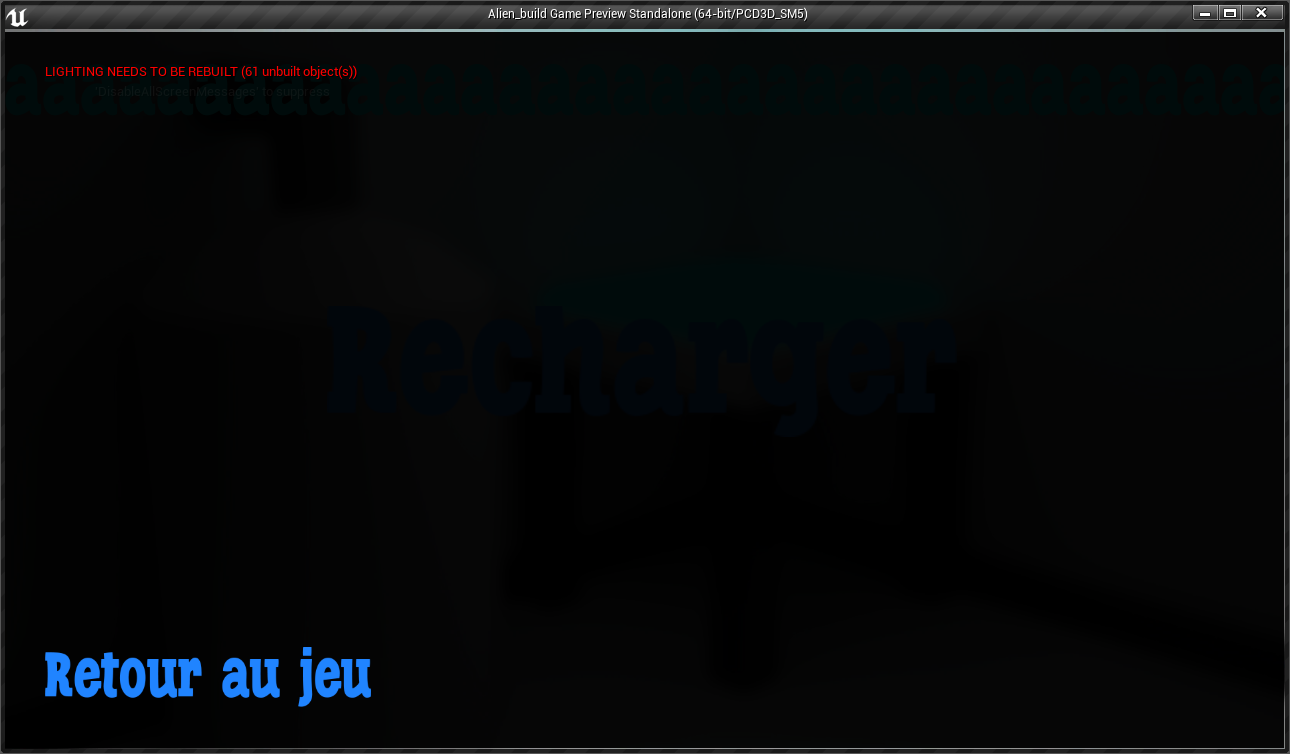 Alien_build Game Preview Standalone (64-bit/PCD3D_SM5)
LIGHTING NEEDS TO BE REBUILT (61 unbuilt object(s))
'DisableAllScreenMessages' to suppress
Recharger
Retour au jeu